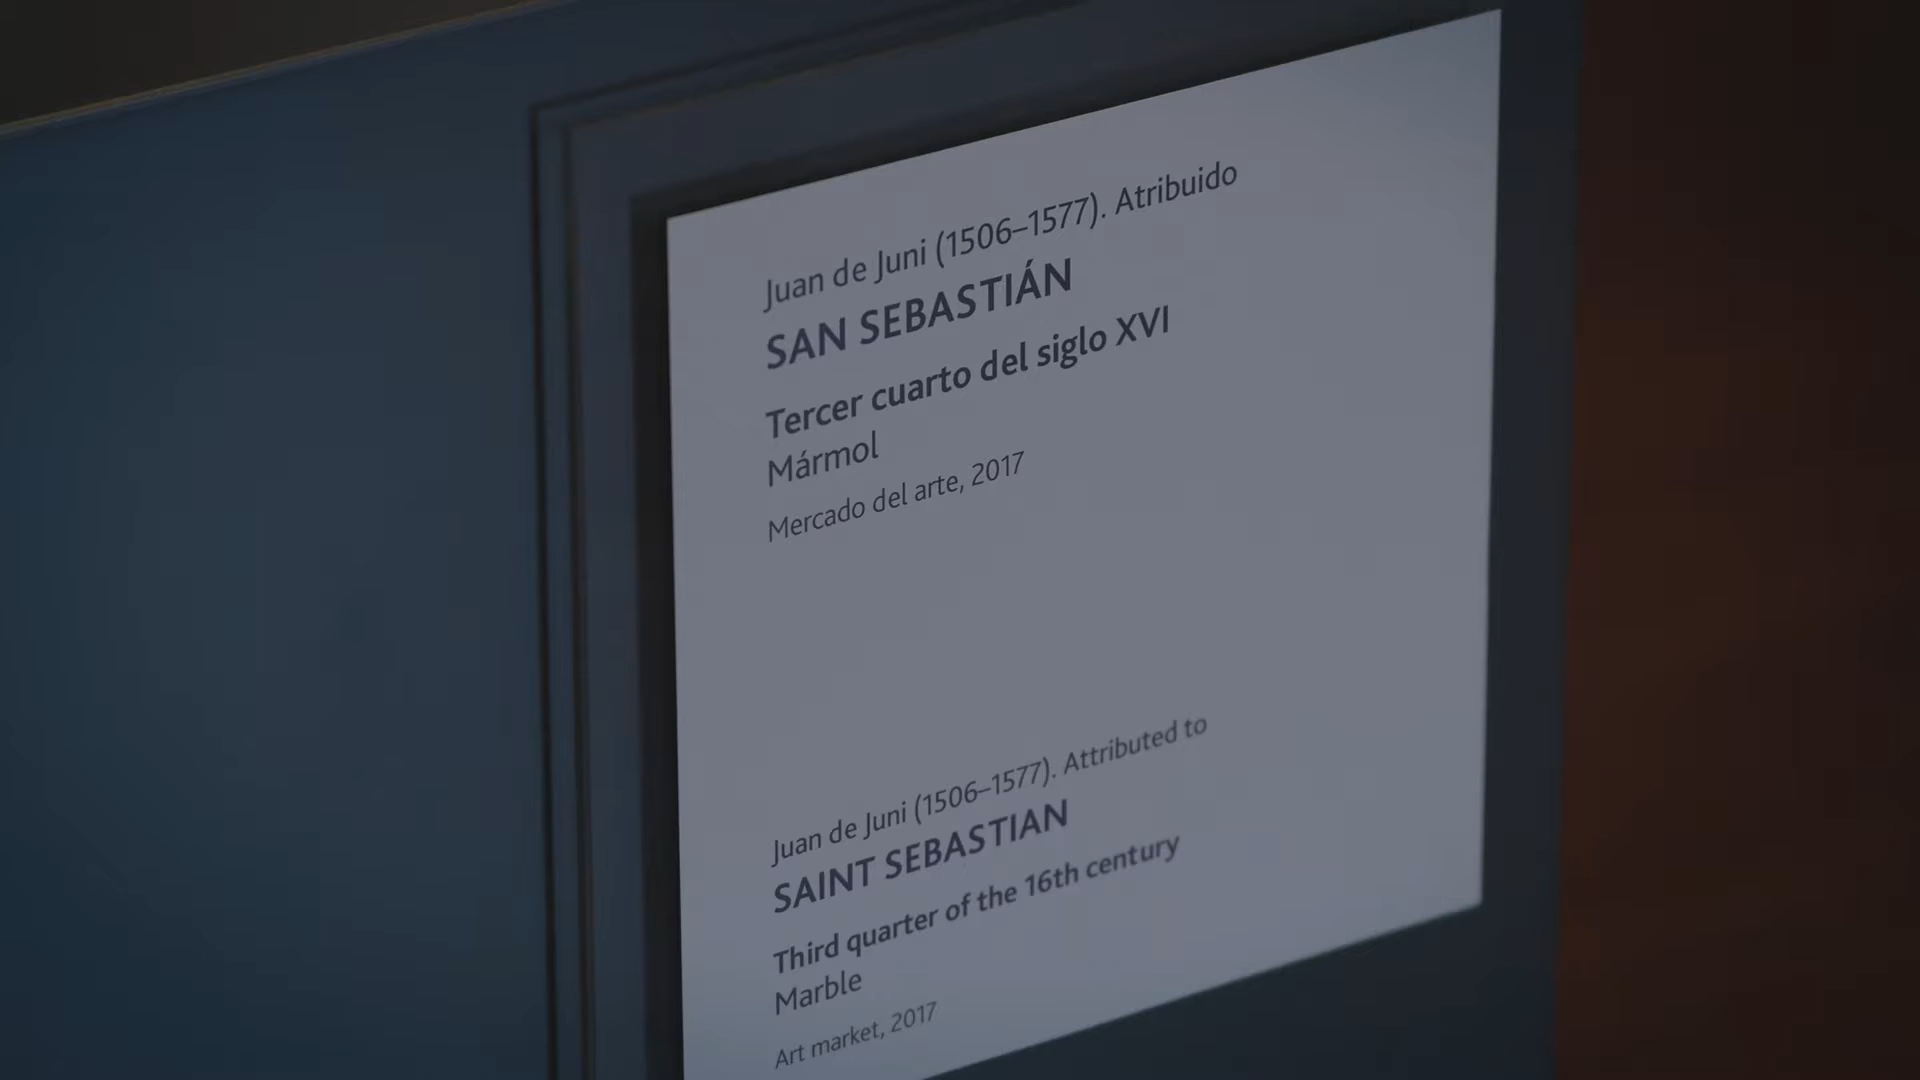 Juan de Juni (1506–1577). Atribuido
SAN SEBASTIÁN
Tercer cuarto del siglo XVI
Mármol
Mercado del arte, 2017
Juan de Juni (1506–1577). Attributed to
SAINT SEBASTIAN
Third quarter of the 16th century
Marble
Art market, 2017